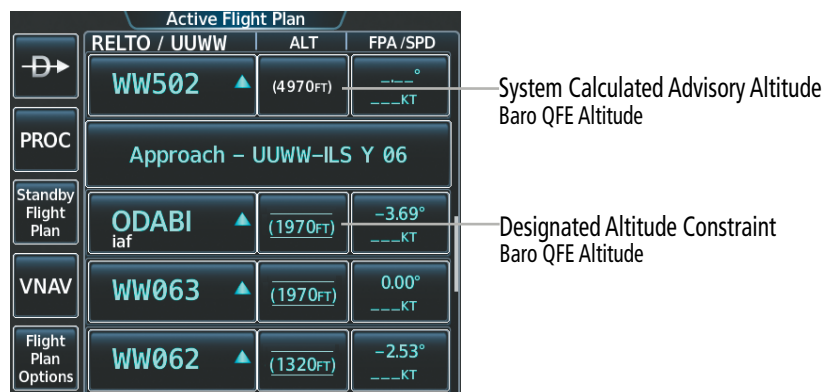 Active Flight Plan
RELTO / UUWW ALT FPA/SPD
WW502 (4970FT) _.__°
___KT
System Calculated Advisory Altitude
Baro QFE Altitude
PROC
Approach – UUWW–ILS Y 06
Standby
Flight
Plan
ODABI
iaf
(1970FT)
−3.69°
___KT
Designated Altitude Constraint
Baro QFE Altitude
VNAV
WW063 (1970FT) 0.00°
___KT
Flight
Plan
Options
WW062 (1320FT) −2.53°
___KT
D